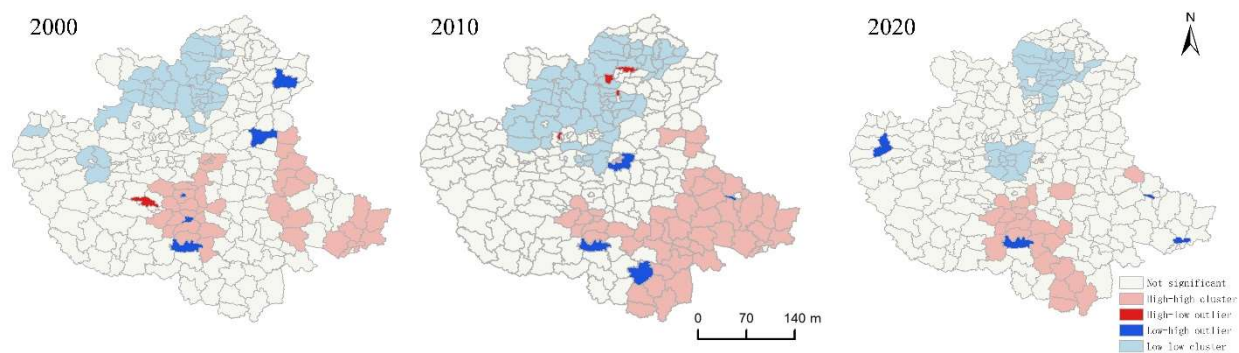 2000
2010
2020
N
Not significant
High-high cluster
High-low outlier
Low-high outlier
Low low cluster
0 70 140 m